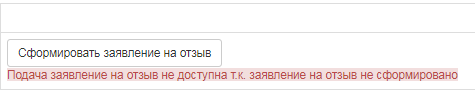 Сформировать заявление на отзыв
Подача заявление на отзыв не доступна т.к. заявление на отзыв не сформировано